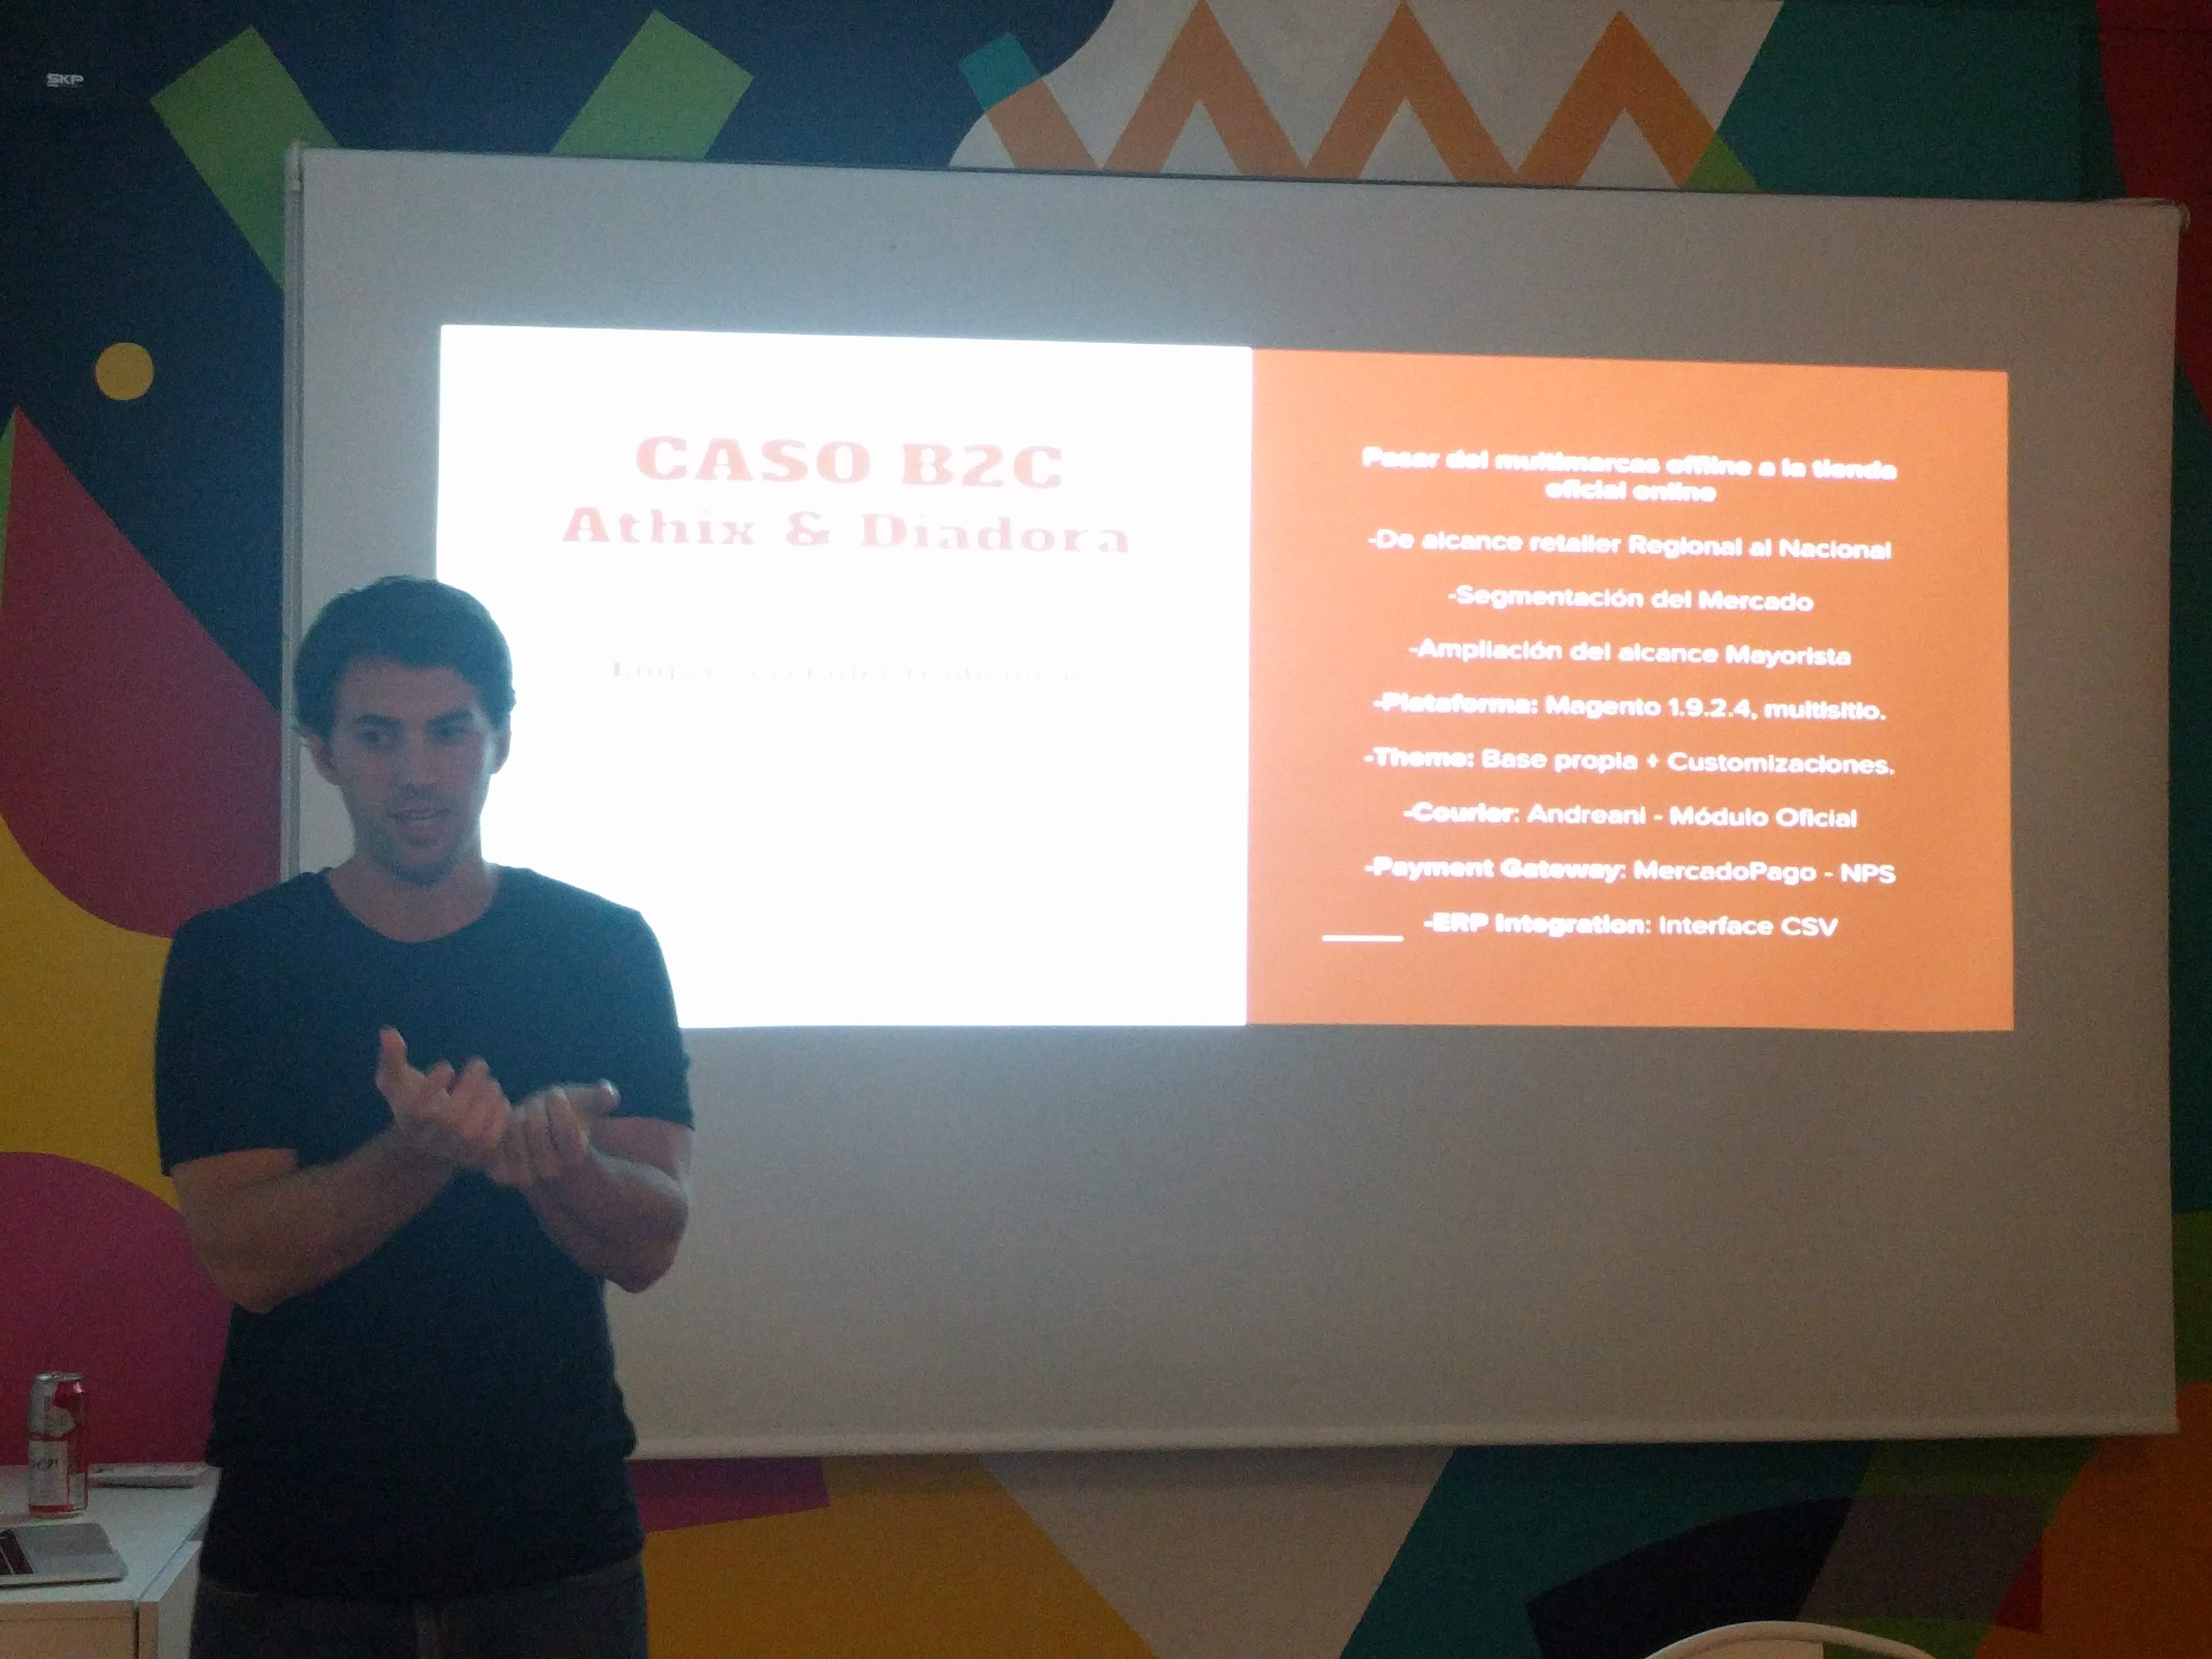 SKP
CASO B2C
Athix & Diadora
Pasar del multimarcas offline a la tienda
oficial online
-De alcance retailer Regional al Nacional
-Segmentación del Mercado
-Ampliación del alcance Mayorista
-Plataforma: Magento 1.9.2.4, multisitio.
-Theme: Base propia + Customizaciones.
-Courier: Andreani - Módulo Oficial
-Payment Gateway: MercadoPago - NPS
-ERP Integration: Interface CSV